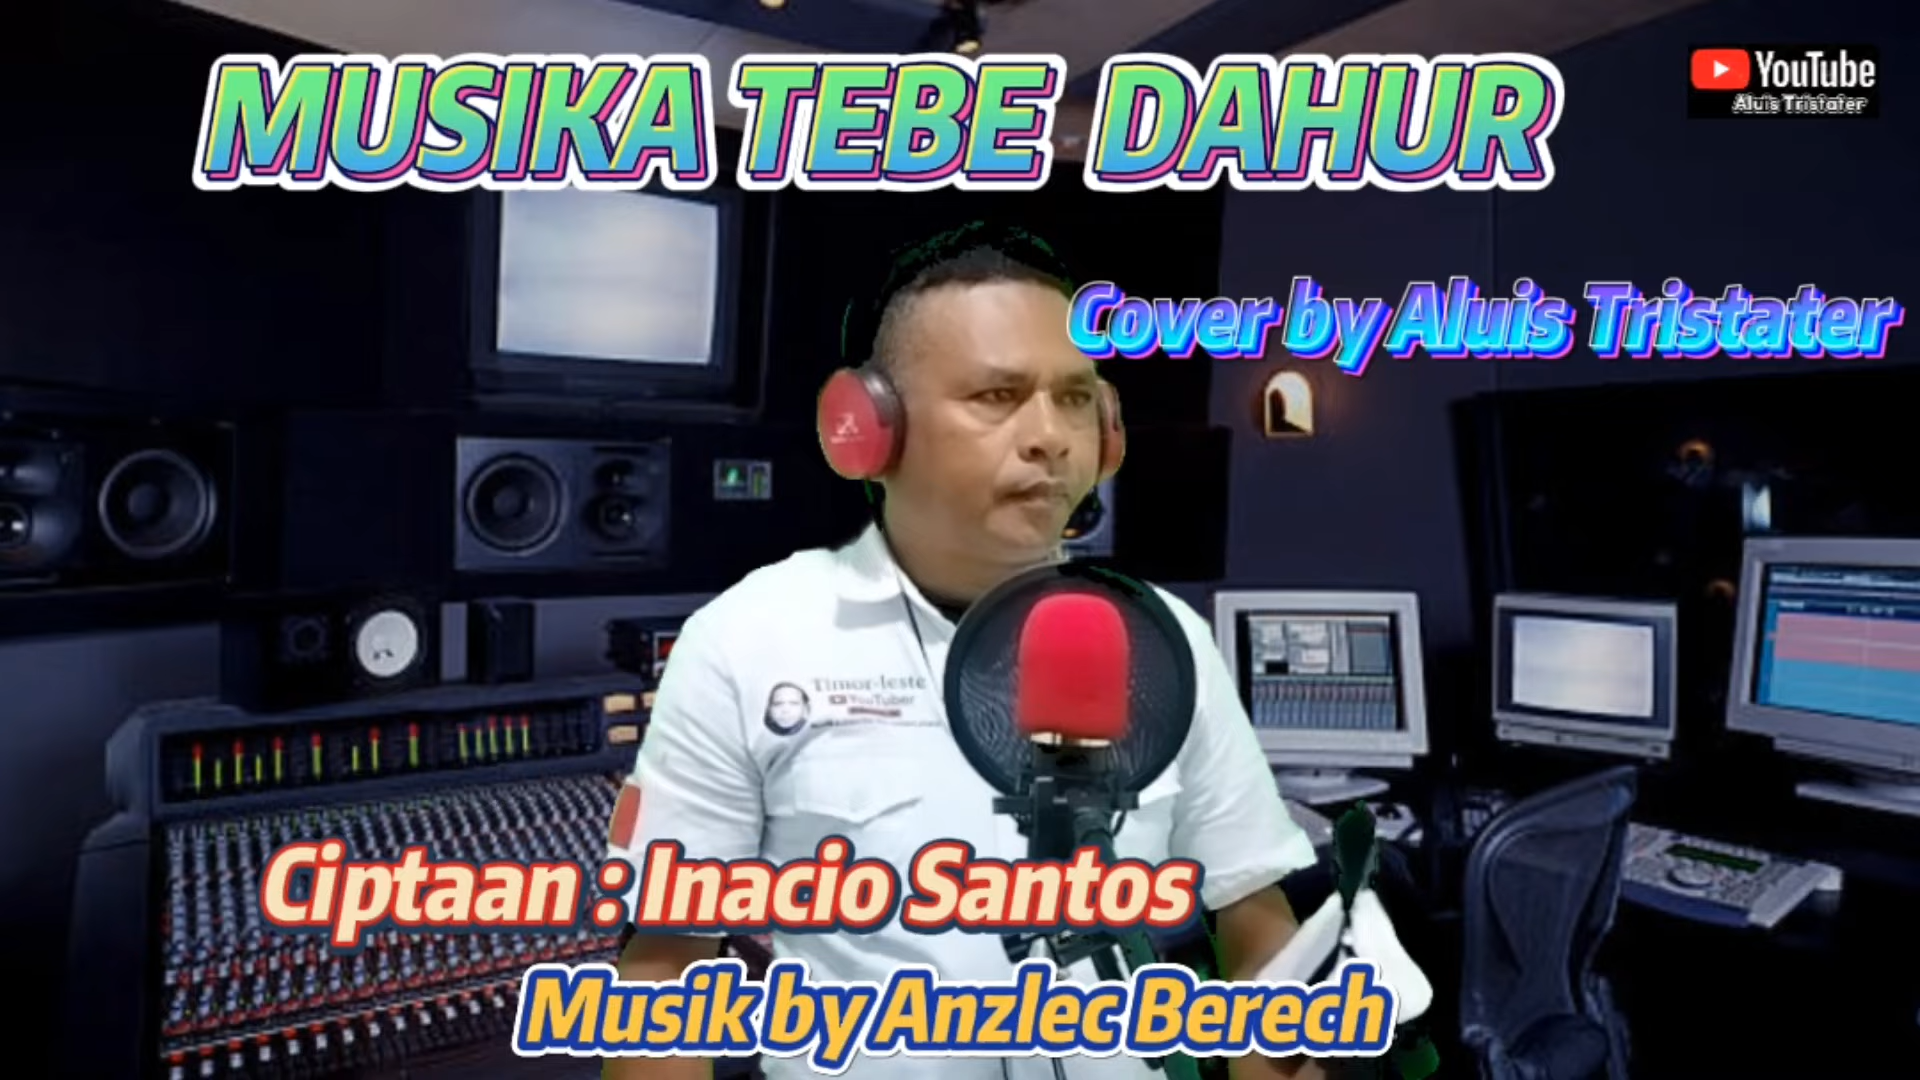 MUSIKA TEBE DAHUR
YouTube
Aluis Tristater
Cover by Aluis Tristater
Timor-leste
YouTuber
Ciptaan : Inacio Santos
Musik by Anzlec Berech